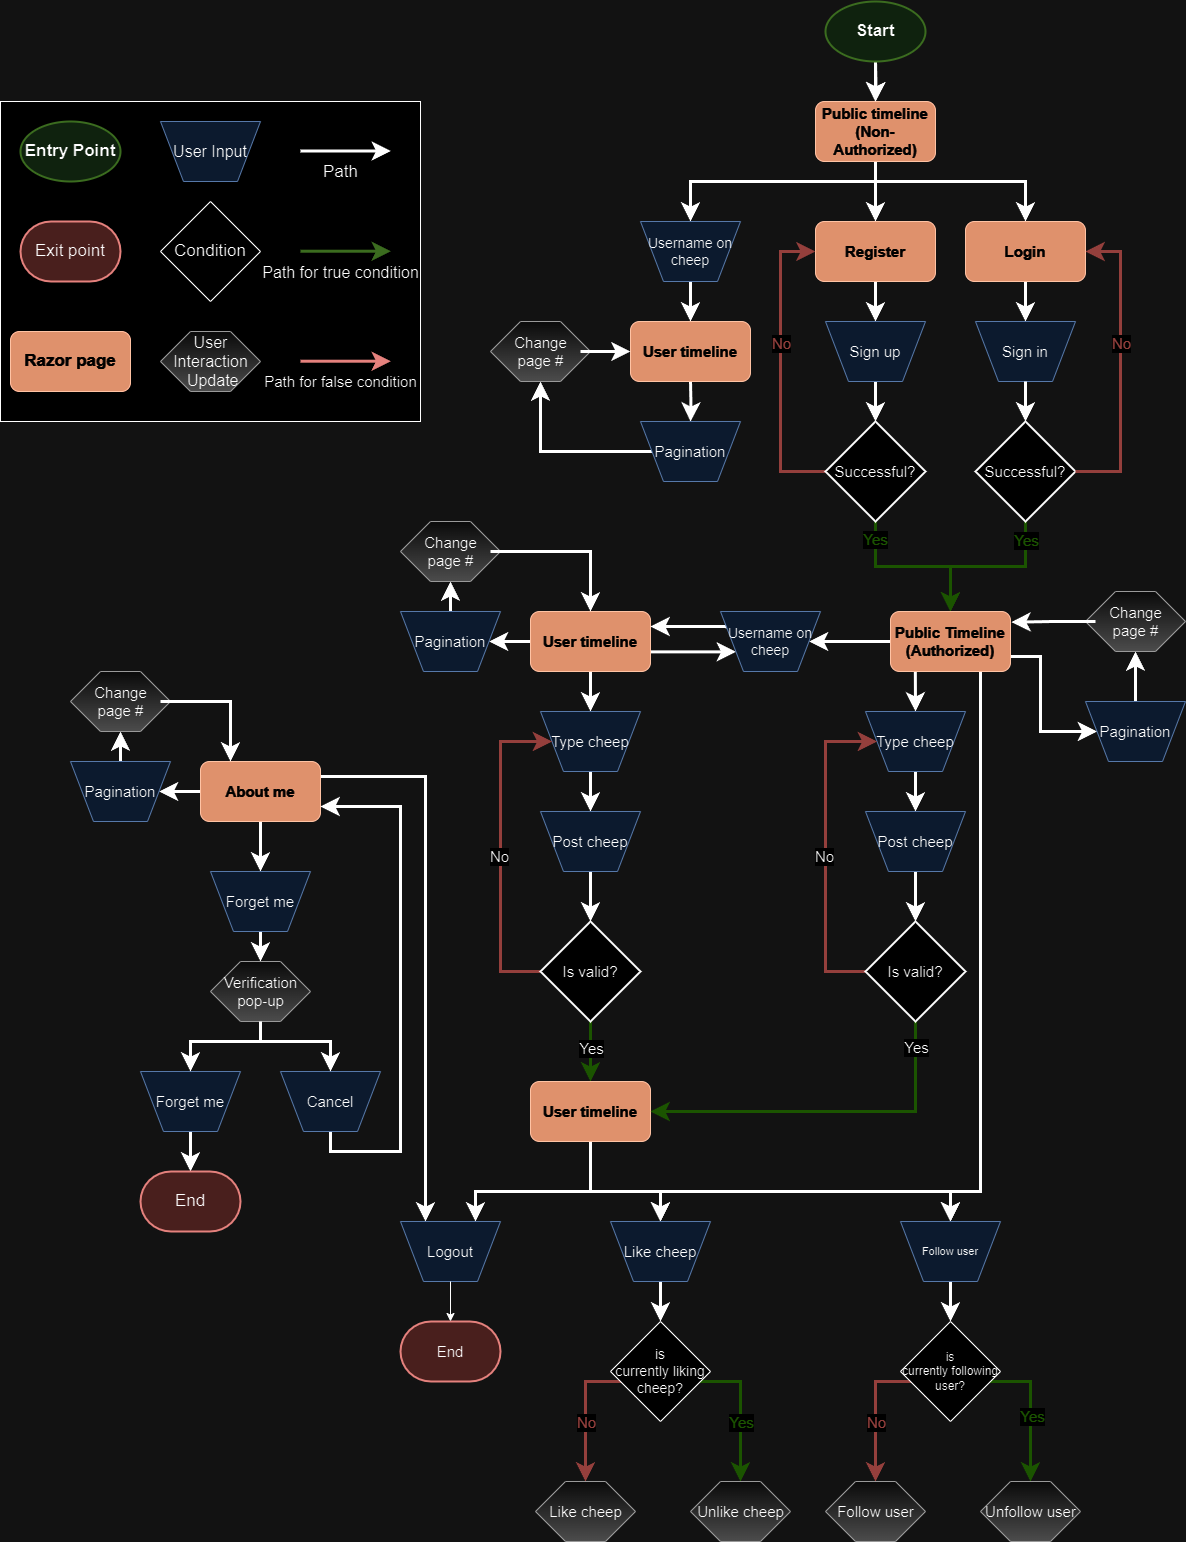 Start
Public timeline
(Non-
Authorized)
Entry Point
User Input
Path
Exit point
Condition
Path for true condition
Razor page
User
Interaction
Update
Path for false condition
Username on
cheep
Register
Login
Change
page #
User timeline
Sign up
Sign in
No
No
Pagination
Successful?
Successful?
Yes
Yes
Change
page #
Pagination
User timeline
Username on
cheep
Public Timeline
(Authorized)
Change
page #
Pagination
Change
page #
Pagination
About me
Type cheep
Type cheep
Post cheep
Post cheep
No
No
Forget me
Is valid?
Is valid?
Verification
pop-up
Yes
Yes
Forget me
Cancel
User timeline
End
Logout
Like cheep
Follow user
End
is
currently liking
cheep?
is
currently following
user?
No
Yes
No
Yes
Like cheep
Unlike cheep
Follow user
Unfollow user